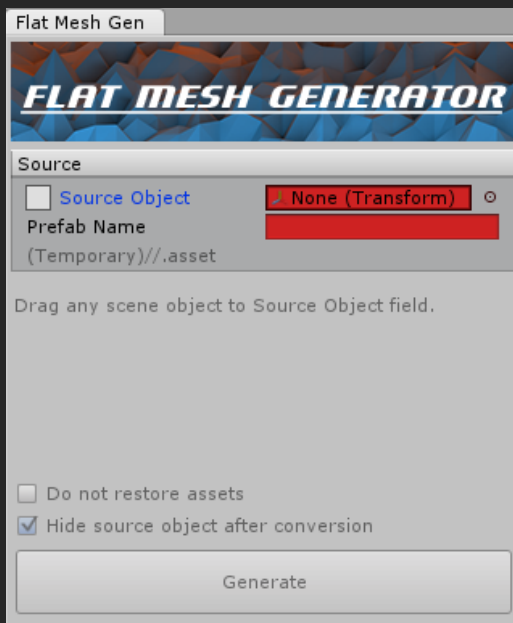 Flat Mesh Gen
FLAT MESH GENERATOR
Source
Source Object None (Transform)
Prefab Name
(Temporary)//.asset
Drag any scene object to Source Object field.
Do not restore assets
Hide source object after conversion
Generate